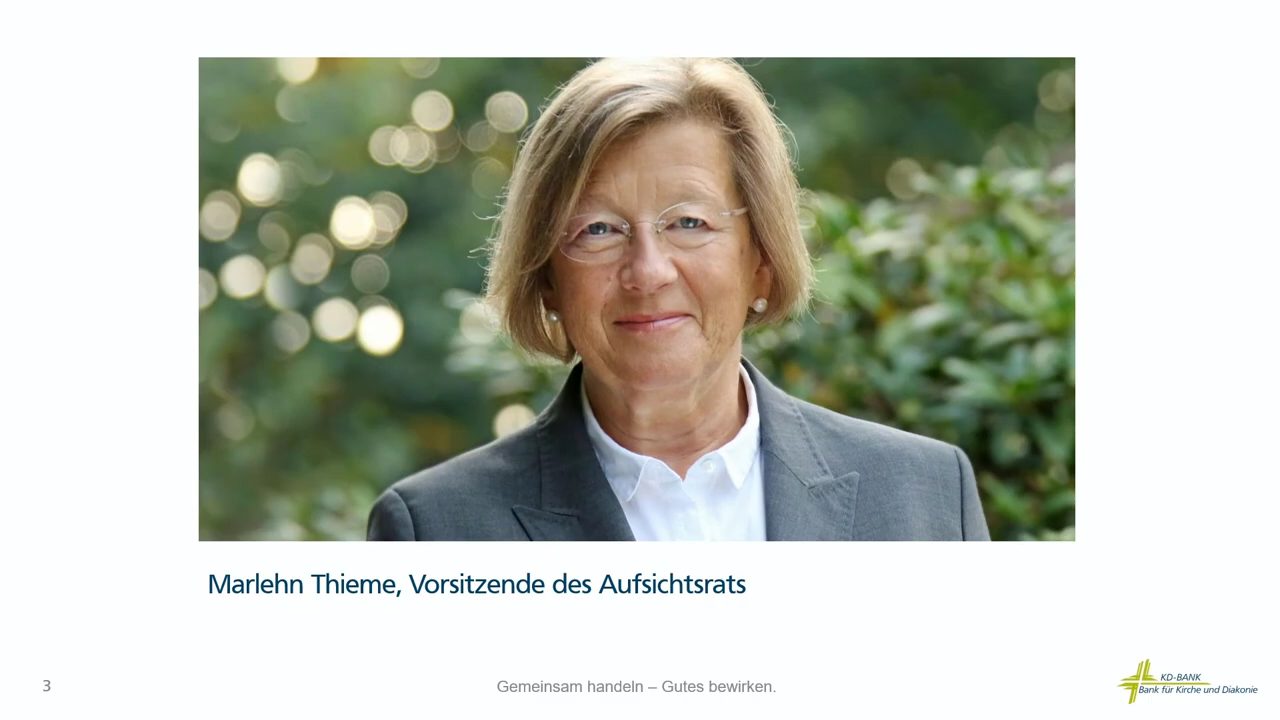 Marlehn Thieme, Vorsitzende des Aufsichtsrats
3
Gemeinsam handeln – Gutes bewirken.
KD-BANK
Bank für Kirche und Diakonie